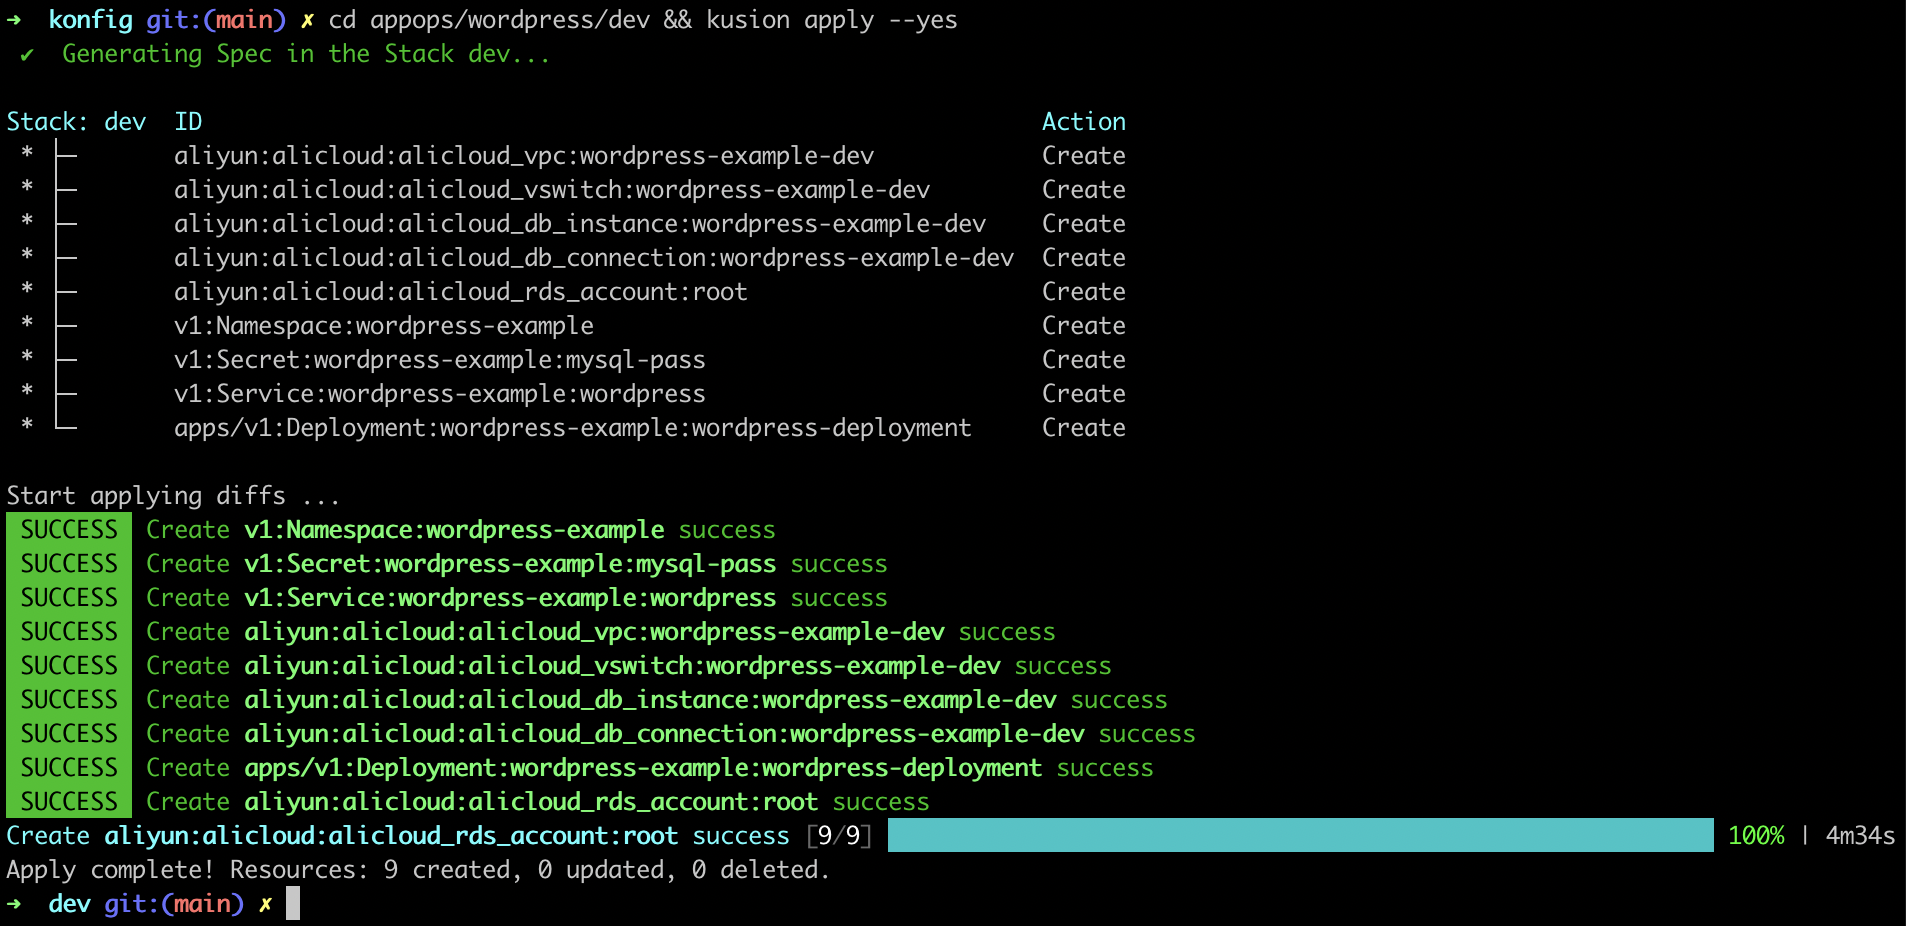 ➜  konfig git:(main) ✗ cd appops/wordpress/dev && kusion apply --yes
✔  Generating Spec in the Stack dev...
Stack: dev  ID  Action
* ├─  aliyun:alicloud:alicloud_vpc:wordpress-example-dev  Create
* ├─  aliyun:alicloud:alicloud_vswitch:wordpress-example-dev  Create
* ├─  aliyun:alicloud:alicloud_db_instance:wordpress-example-dev  Create
* ├─  aliyun:alicloud:alicloud_db_connection:wordpress-example-dev  Create
* ├─  aliyun:alicloud:alicloud_rds_account:root  Create
* ├─  v1:Namespace:wordpress-example  Create
* ├─  v1:Secret:wordpress-example:mysql-pass  Create
* ├─  v1:Service:wordpress-example:wordpress  Create
* └─  apps/v1:Deployment:wordpress-example:wordpress-deployment  Create
Start applying diffs ...
SUCCESS  Create v1:Namespace:wordpress-example success
SUCCESS  Create v1:Secret:wordpress-example:mysql-pass success
SUCCESS  Create v1:Service:wordpress-example:wordpress success
SUCCESS  Create aliyun:alicloud:alicloud_vpc:wordpress-example-dev success
SUCCESS  Create aliyun:alicloud:alicloud_vswitch:wordpress-example-dev success
SUCCESS  Create aliyun:alicloud:alicloud_db_instance:wordpress-example-dev success
SUCCESS  Create aliyun:alicloud:alicloud_db_connection:wordpress-example-dev success
SUCCESS  Create apps/v1:Deployment:wordpress-example:wordpress-deployment success
SUCCESS  Create aliyun:alicloud:alicloud_rds_account:root success
Create aliyun:alicloud:alicloud_rds_account:root success [9/9] 100% | 4m34s
Apply complete! Resources: 9 created, 0 updated, 0 deleted.
➜  dev git:(main) ✗